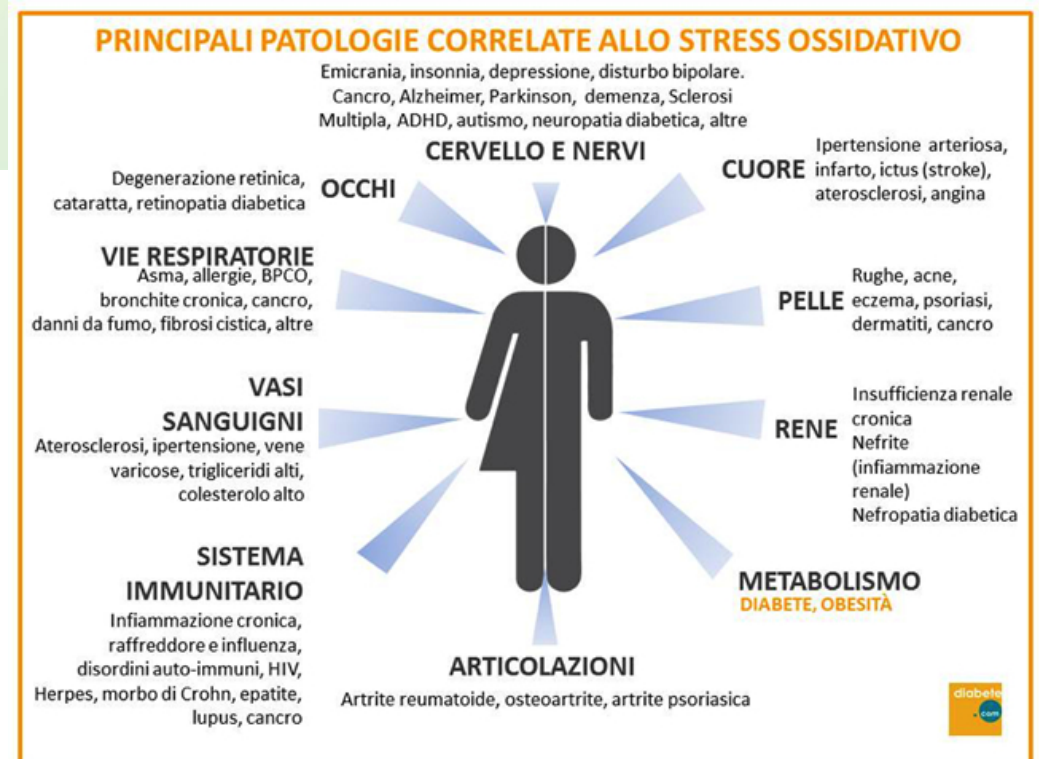 PRINCIPALI PATOLOGIE CORRELATE ALLO STRESS OSSIDATIVO
Emicrania, insonnia, depressione, disturbo bipolare.
Cancro, Alzheimer, Parkinson, demenza, Sclerosi
Multipla, ADHD, autismo, neuropatia diabetica, altre
CERVELLO E NERVI
OCCHI
Degenerazione retinica,
cataratta, retinopatia diabetica
CUORE
Ipertensione arteriosa,
infarto, ictus (stroke),
aterosclerosi, angina
VIE RESPIRATORIE
Asma, allergie, BPCO,
bronchite cronica, cancro,
danni da fumo, fibrosi cistica, altre
PELLE
Rughe, acne,
eczema, psoriasi,
dermatiti, cancro
VASI
SANGUIGNI
Aterosclerosi, ipertensione, vene
varicose, trigliceridi alti,
colesterolo alto
RENE
Insufficienza renale
cronica
Nefrite
(infiammazione
renale)
Nefropatia diabetica
SISTEMA
IMMUNITARIO
Infiammazione cronica,
raffreddore e influenza,
disordini auto-immuni, HIV,
Herpes, morbo di Crohn, epatite,
lupus, cancro
METABOLISMO
DIABETE, OBESITÀ
ARTICOLAZIONI
Artrite reumatoide, osteoartrite, artrite psoriasica
diabete
.com